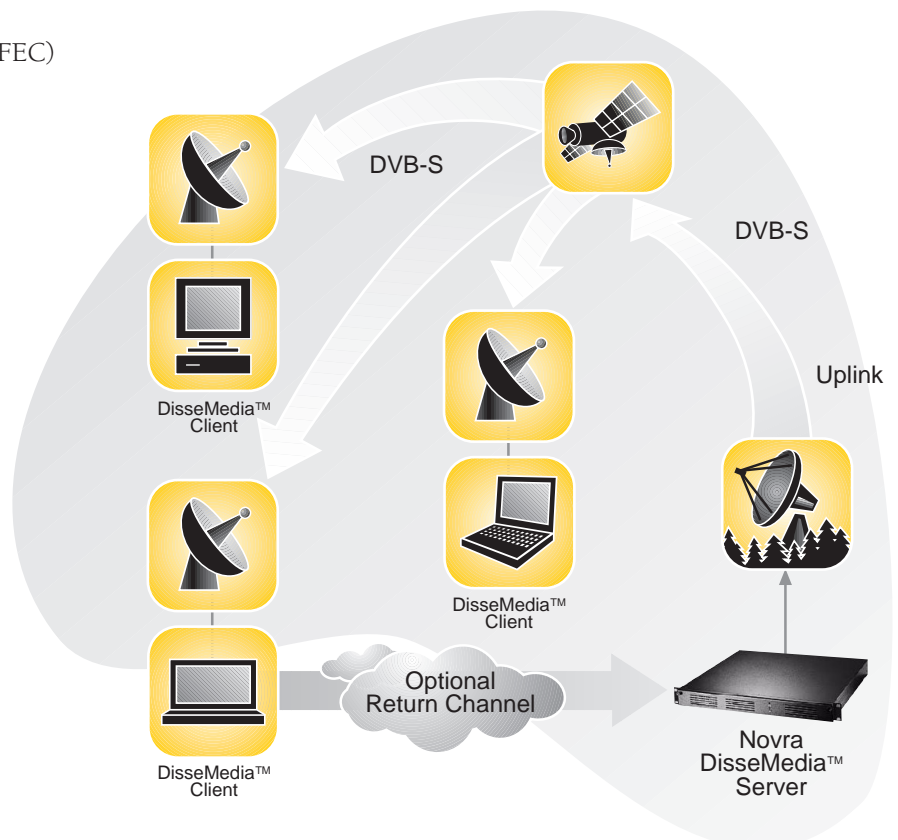 FEC)
DVB-S
DVB-S
Uplink
DisseMedia™
Client
DisseMedia™
Client
Optional
Return Channel
DisseMedia™
Client
Novra
DisseMedia™
Server